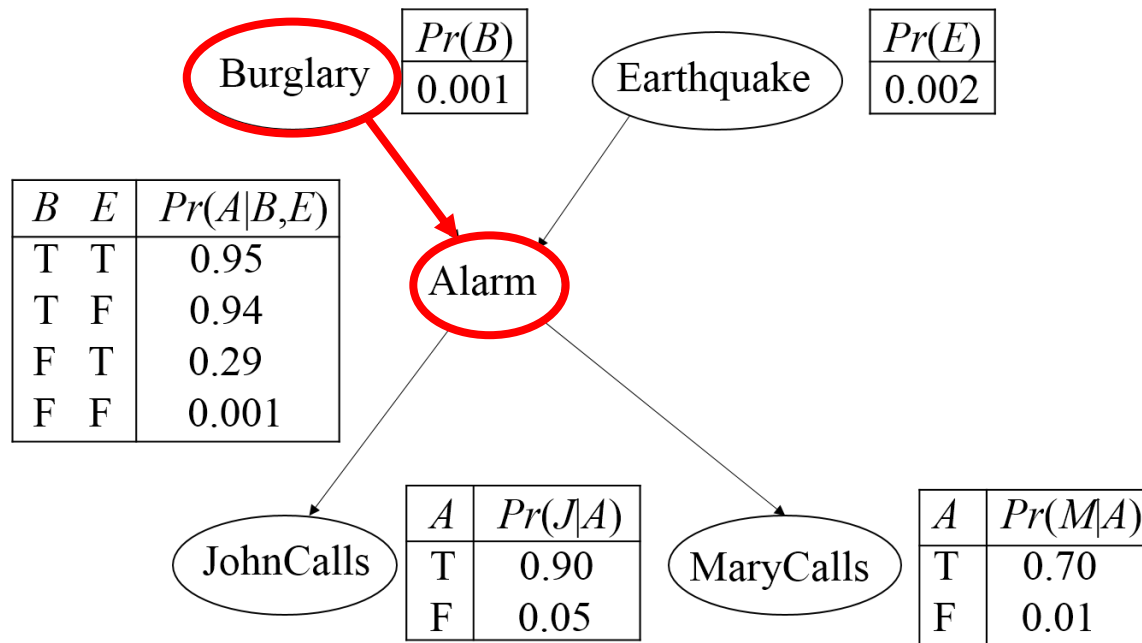 Burglary
Pr(B)
0.001
Earthquake
Pr(E)
0.002
B E Pr(A|B,E)
T T 0.95
T F 0.94
F T 0.29
F F 0.001
Alarm
JohnCalls
A Pr(J|A)
T 0.90
F 0.05
MaryCalls
A Pr(M|A)
T 0.70
F 0.01